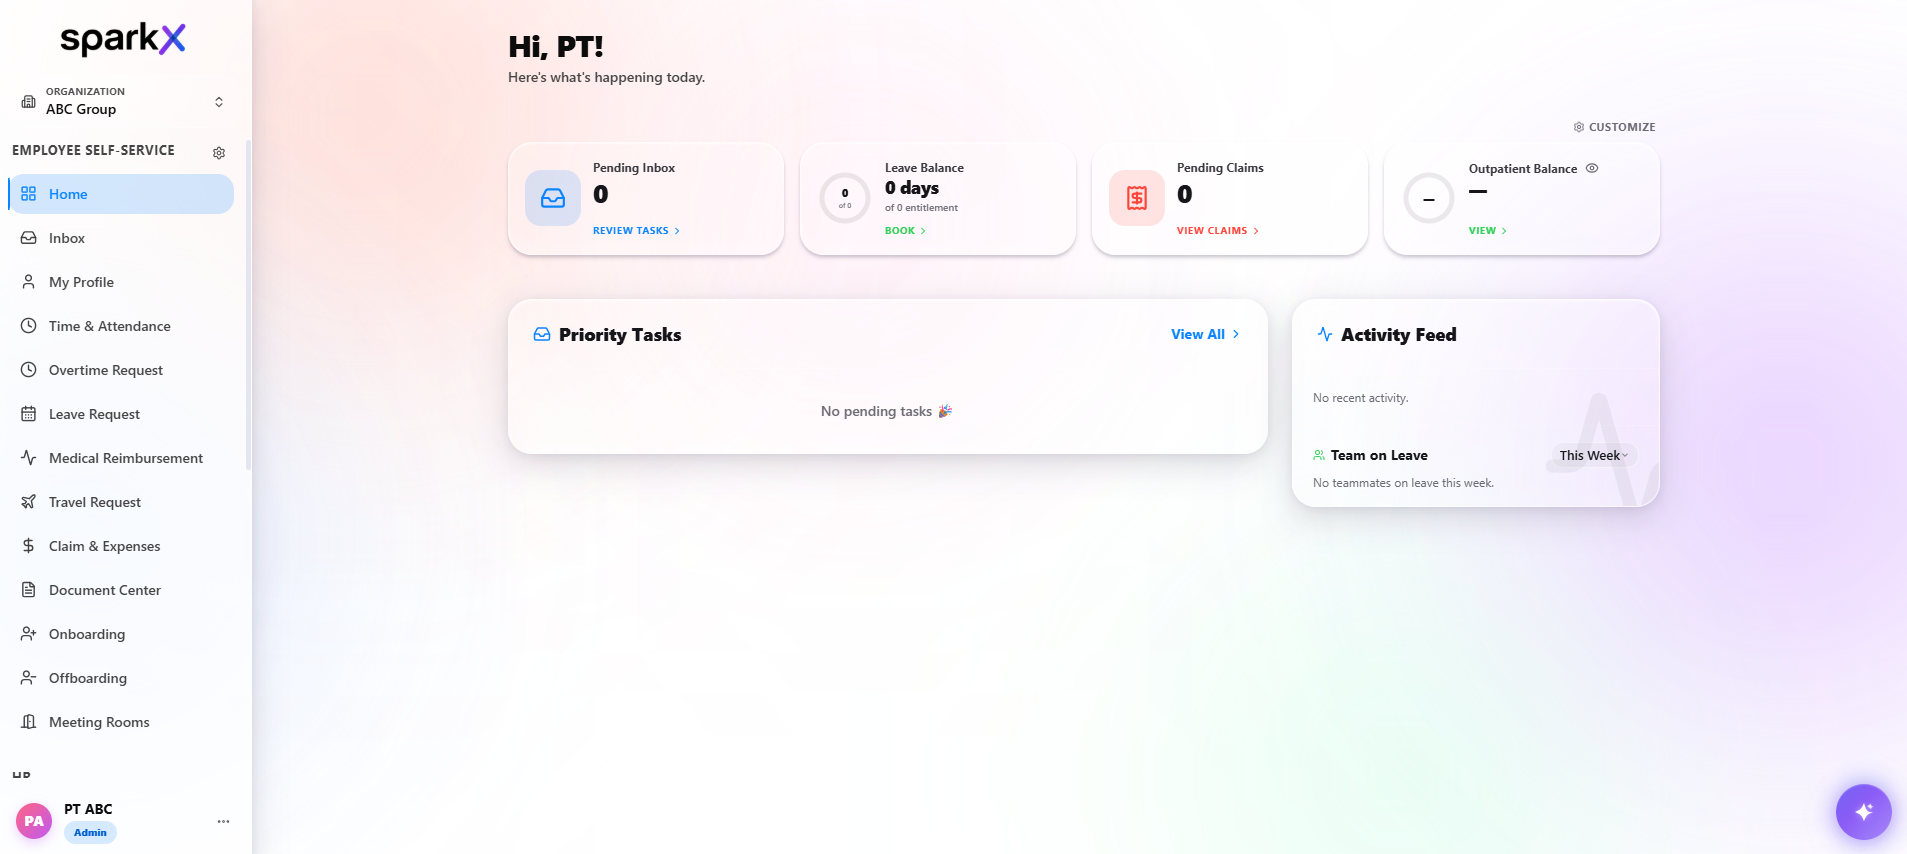 sparkX
ORGANIZATION
ABC Group
EMPLOYEE SELF-SERVICE
Home
Inbox
My Profile
Time & Attendance
Overtime Request
Leave Request
Medical Reimbursement
Travel Request
Claim & Expenses
Document Center
Onboarding
Offboarding
Meeting Rooms
PA
PT ABC
Admin
Hi, PT!
Here's what's happening today.
CUSTOMIZE
Pending Inbox
0
REVIEW TASKS
0
of 0
Leave Balance
0 days
of 0 entitlement
BOOK
Pending Claims
0
VIEW CLAIMS
–
Outpatient Balance
—
VIEW
Priority Tasks
View All
No pending tasks 🎉
Activity Feed
No recent activity.
Team on Leave
This Week
No teammates on leave this week.